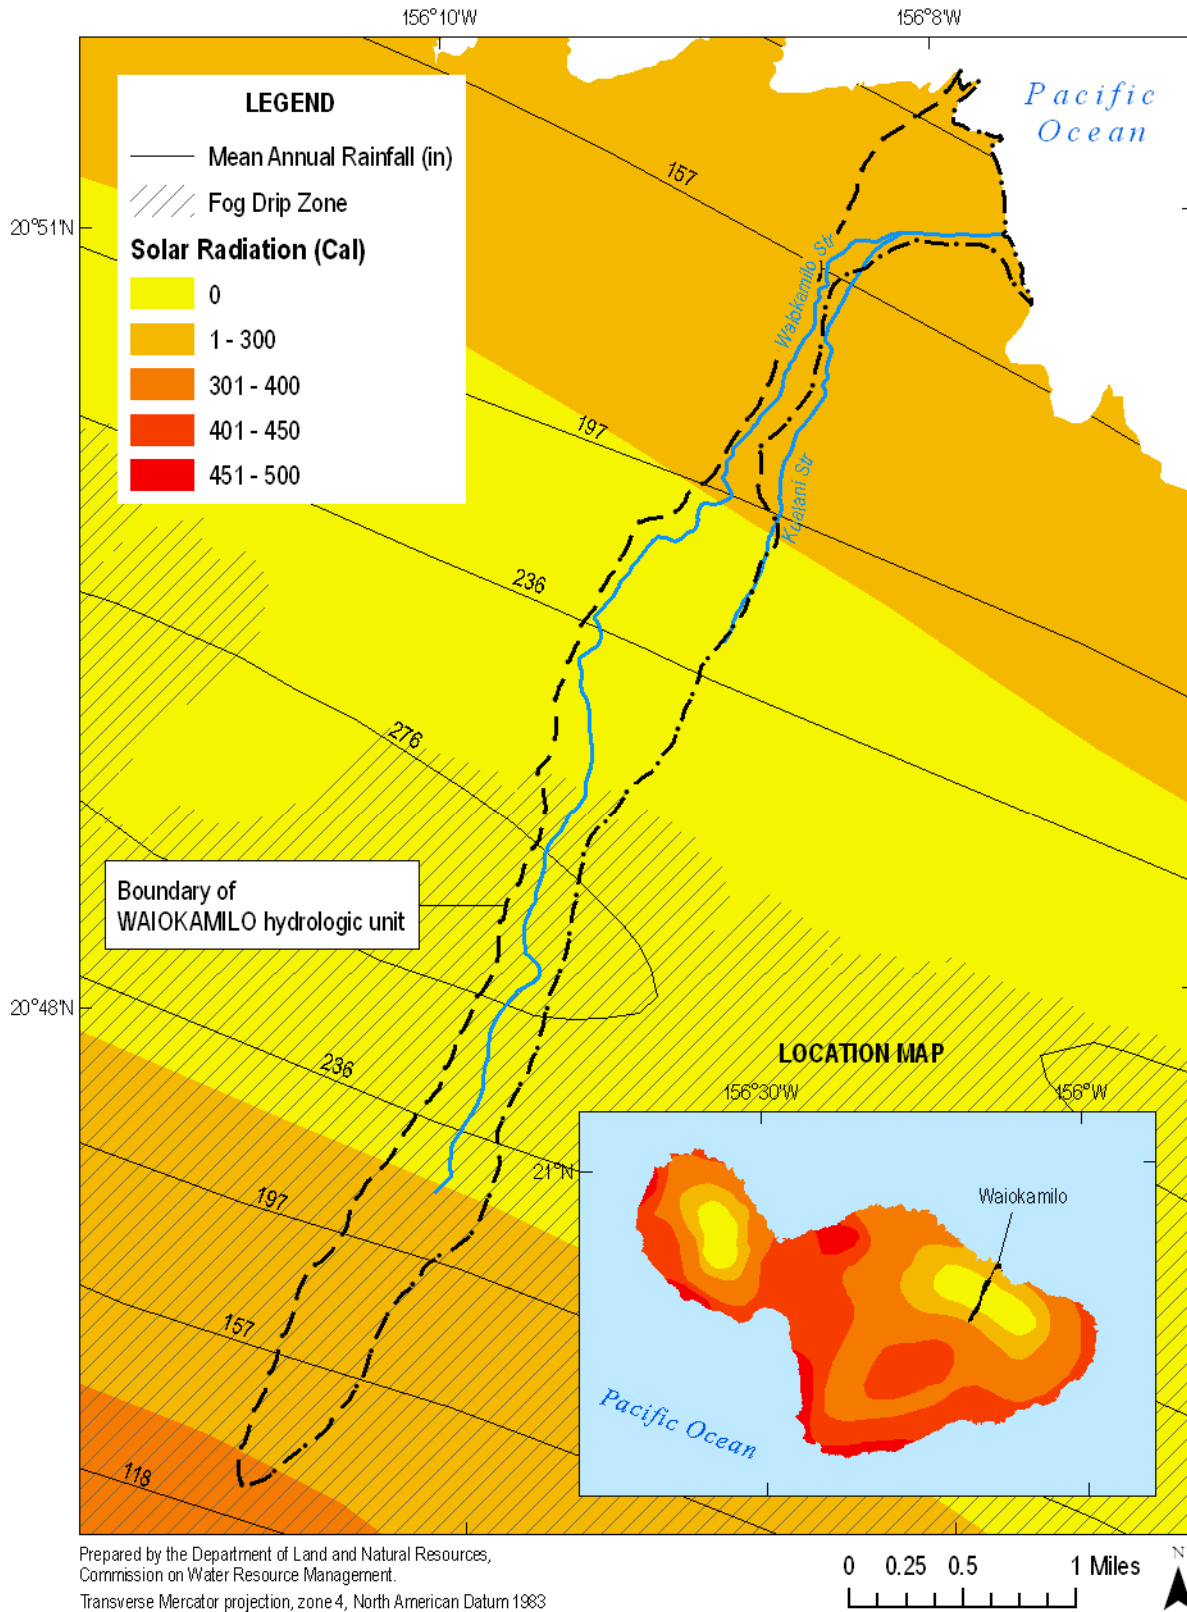 156°10'W
156°8'W
Pacific
Ocean
LEGEND
Mean Annual Rainfall (in)
Fog Drip Zone
Solar Radiation (Cal)
0
1 - 300
301 - 400
401 - 450
451 - 500
157
20°51'N
Waiokamilo Str
197
Kualani Str
236
276
Boundary of
WAIOKAMILO hydrologic unit
20°48'N
236
LOCATION MAP
156°30'W
156°W
21°N
Waiokamilo
197
157
Pacific Ocean
118
Prepared by the Department of Land and Natural Resources,
Commission on Water Resource Management.
Transverse Mercator projection, zone 4, North American Datum 1983
0 0.25 0.5 1 Miles
N